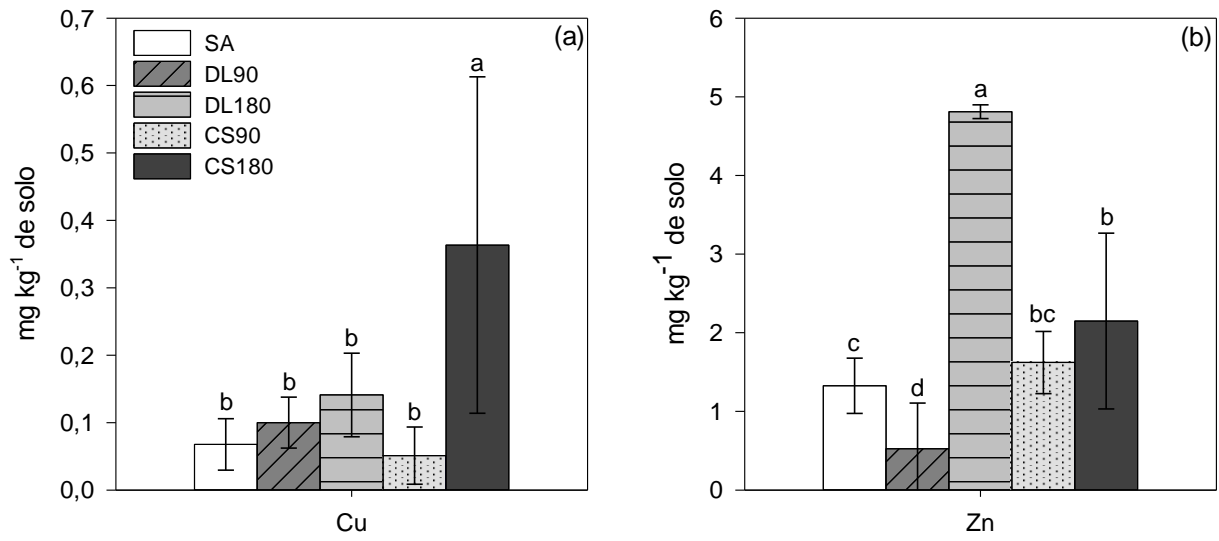 0,7
0,6
0,5
0,4
0,3
0,2
0,1
0,0
mg kg⁻¹ de solo
SA
DL90
DL180
CS90
CS180
(a)
b
b
b
b
a
Cu
6
5
4
3
2
1
0
mg kg⁻¹ de solo
(b)
c
d
a
bc
b
Zn